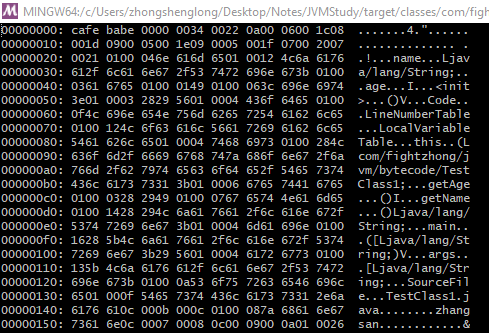 MINGW64:/c/Users/zhongshenglong/Desktop/Notes/JVMStudy/target/classes/com/figh
00000000: cafe babe 0000 0034 0022 0a00 0600 1c08 .......4."......
00000010: 001d 0900 0500 1e09 0005 001f 0700 2007 .............. .
00000020: 0021 0100 046e 616d 6501 0012 4c6a 6176 .!...name...Ljav
00000030: 612f 6c61 6e67 2f53 7472 696e 673b 0100 a/lang/String;..
00000040: 0361 6765 0100 0149 0100 063c 696e 6974 .age...I...<init
00000050: 3e01 0003 2829 5601 0004 436f 6465 0100 >...()V...Code..
00000060: 0f4c 696e 654e 756d 6265 7254 6162 6c65 .LineNumberTable
00000070: 0100 124c 6f63 616c 5661 7269 6162 6c65 ...LocalVariable
00000080: 5461 626c 6501 0004 7468 6973 0100 284c Table...this..(L
00000090: 636f 6d2f 6669 6768 747a 686f 6e67 2f6a com/fightzhong/j
000000a0: 766d 2f62 7974 6563 6f64 652f 5465 7374 vm/bytecode/Test
000000b0: 436c 6173 7331 3b01 0006 6765 7441 6765 Class1;...getAge
000000c0: 0100 0328 2949 0100 0767 6574 4e61 6d65 ...()I...getName
000000d0: 0100 1428 294c 6a61 7661 2f6c 616e 672f ...()Ljava/lang/
000000e0: 5374 7269 6e67 3b01 0004 6d61 696e 0100 String;...main..
000000f0: 1628 5b4c 6a61 7661 2f6c 616e 672f 5374 .([Ljava/lang/St
00000100: 7269 6e67 3b29 5601 0004 6172 6773 0100 ring;)V...args..
00000110: 135b 4c6a 6176 612f 6c61 6e67 2f53 7472 .[Ljava/lang/Str
00000120: 696e 673b 0100 0a53 6f75 7263 6546 696c ing;...SourceFil
00000130: 6501 000f 5465 7374 436c 6173 7331 2e6a e...TestClass1.j
00000140: 6176 610c 000b 000c 0100 087a 6861 6e67 ava........zhang
00000150: 7361 6e0c 0007 0008 0c00 0900 0a01 0026 san............&